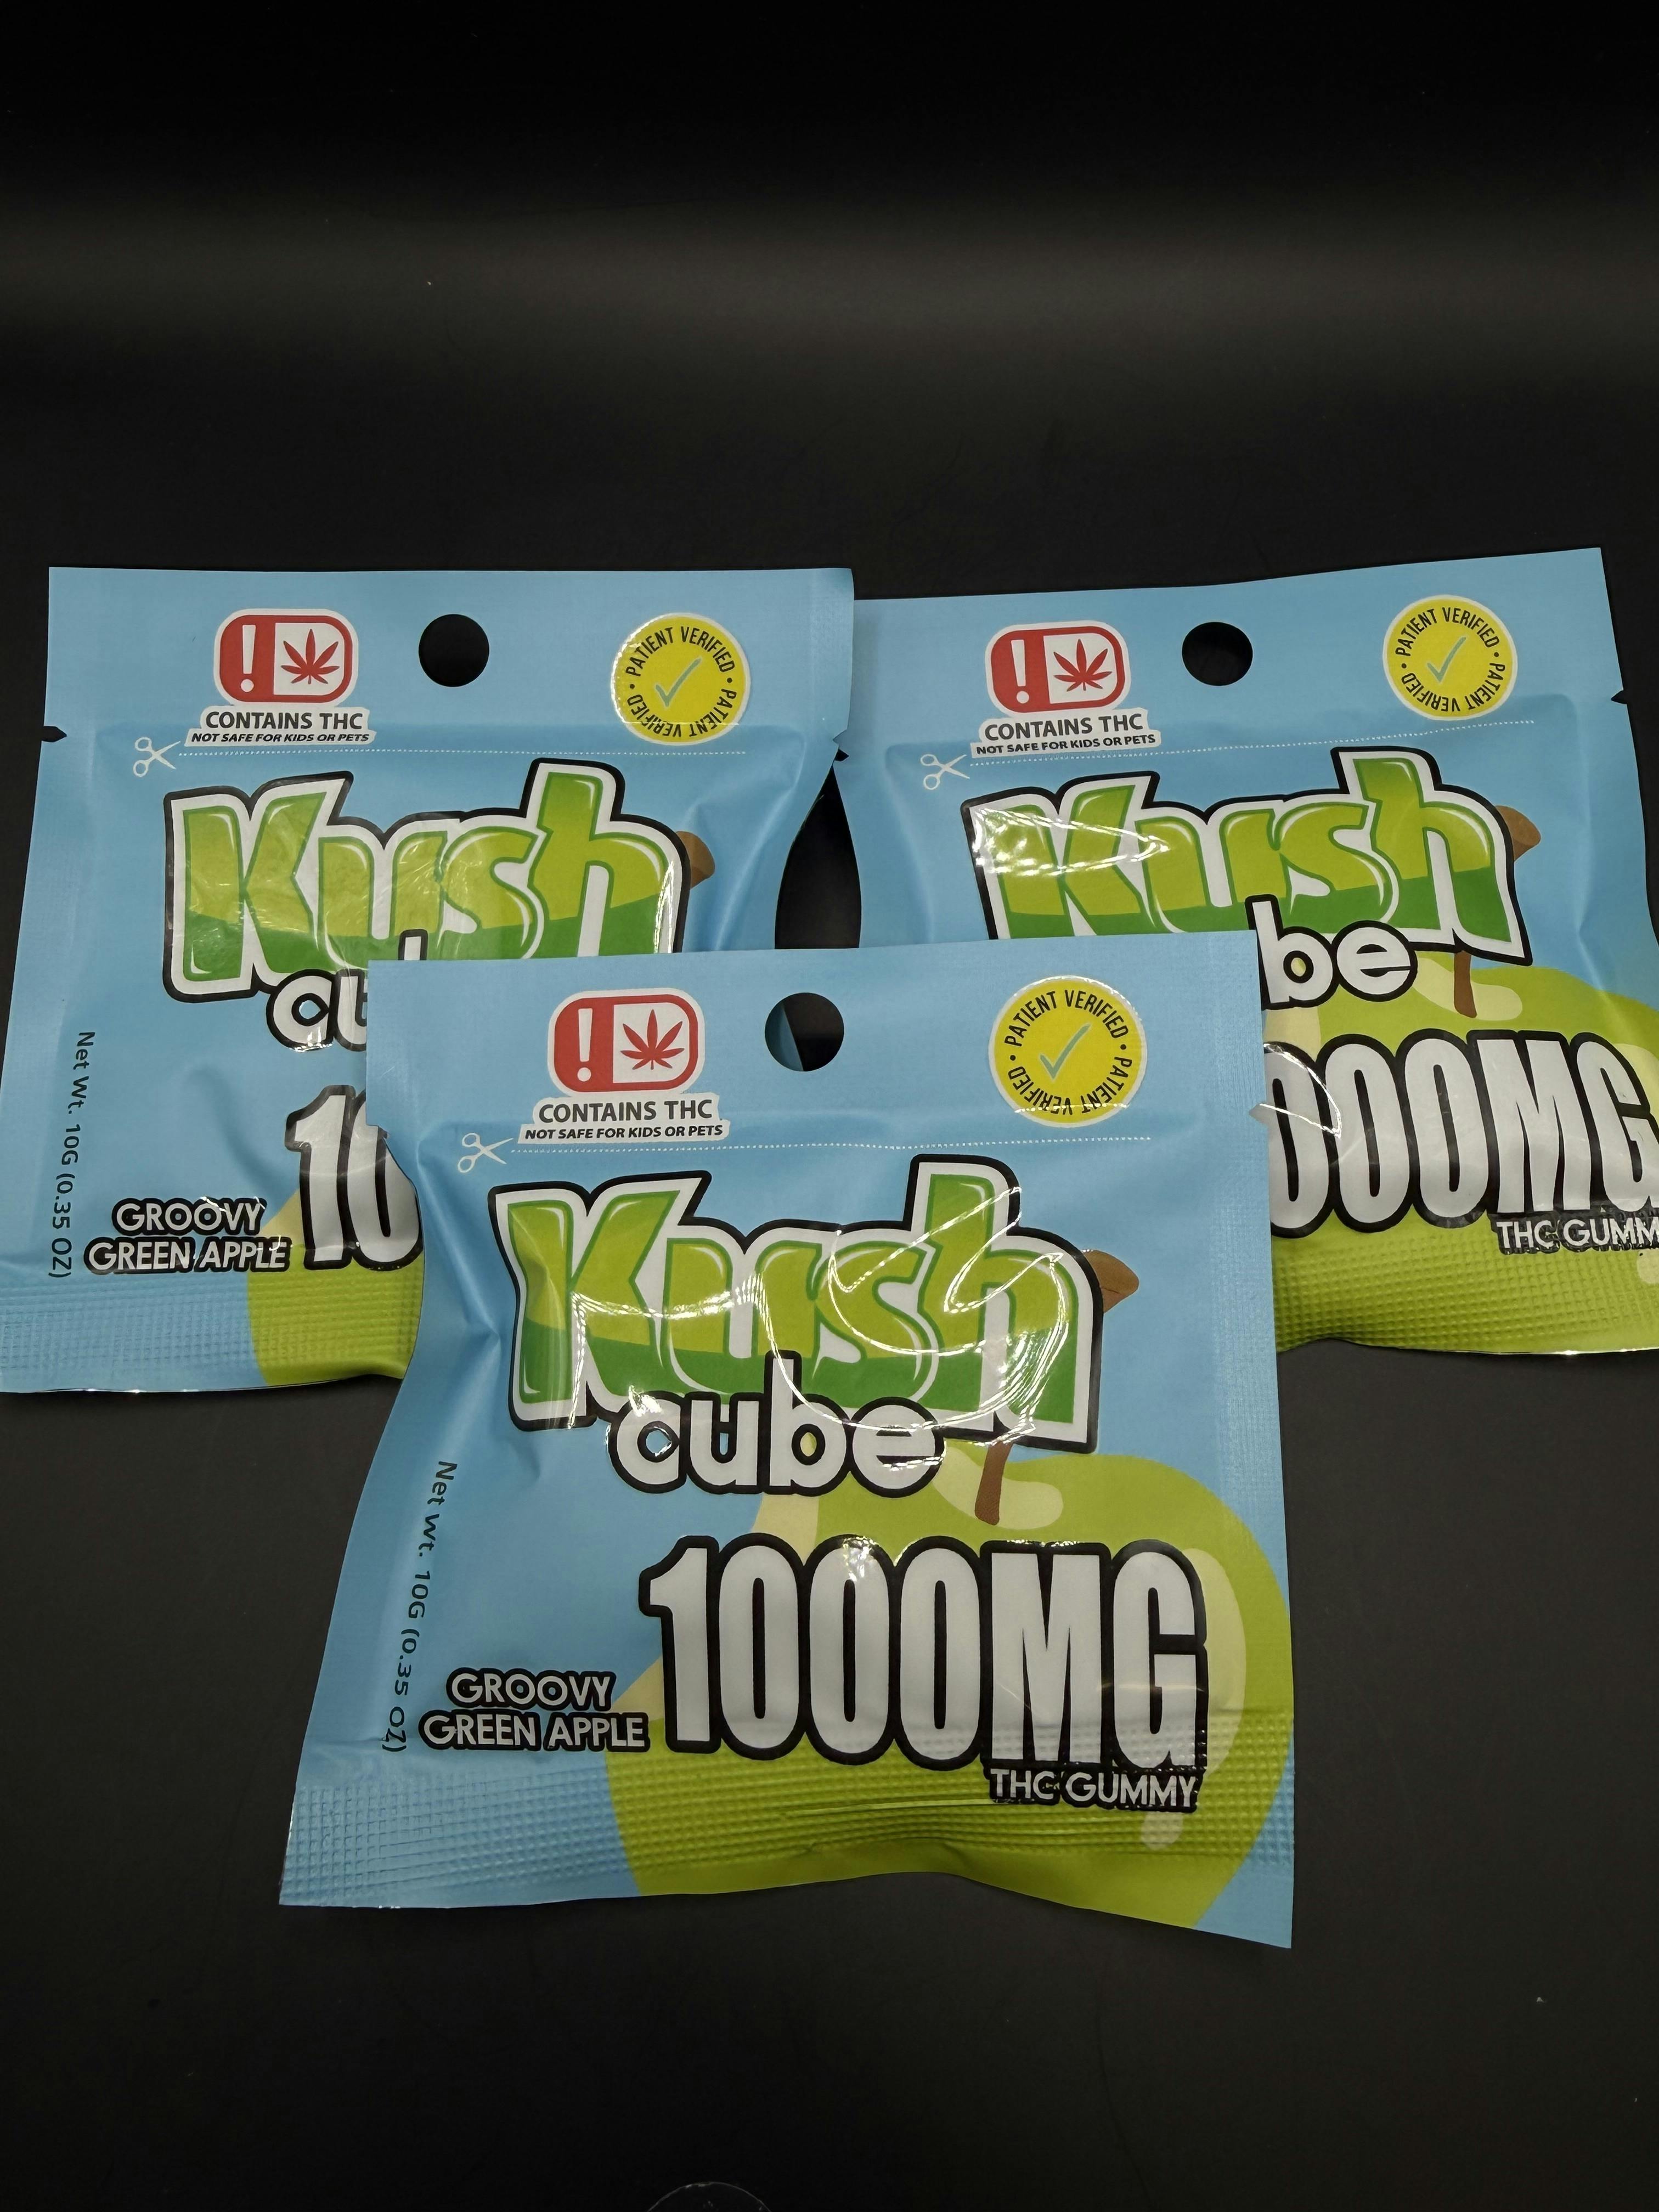 CONTAINS THC
NOT SAFE FOR KIDS OR PETS
PATIENT VERIFIED • PATIENT VERIFIED •
Kush
cu
10
GROOVY
GREEN APPLE
Net Wt. 10G (0.35 OZ)
CONTAINS THC
NOT SAFE FOR KIDS OR PETS
PATIENT VERIFIED • PATIENT VERIFIED •
Kush
be
000MG
THC GUMM
CONTAINS THC
NOT SAFE FOR KIDS OR PETS
PATIENT VERIFIED • PATIENT VERIFIED •
Kush
cube
1000MG
GROOVY
GREEN APPLE
THC GUMMY
Net Wt. 10G (0.35 OZ)